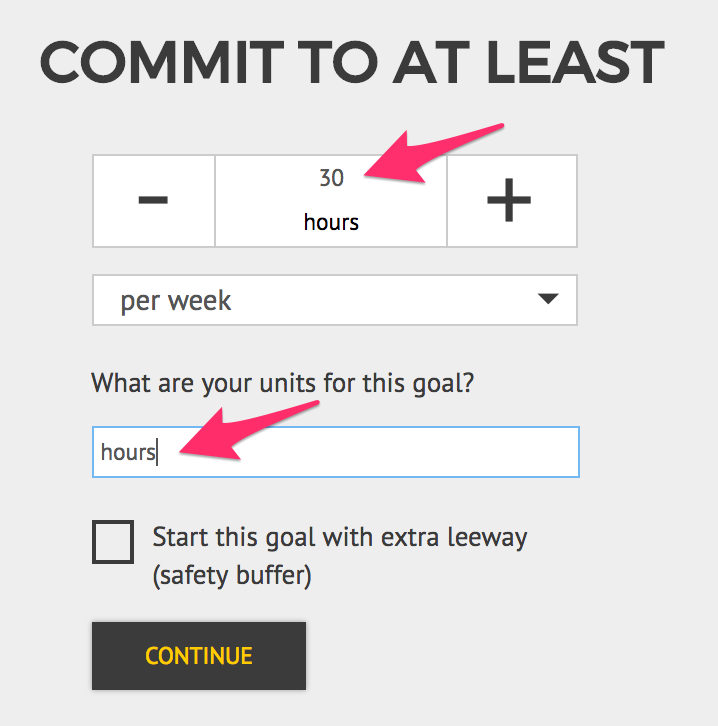 COMMIT TO AT LEAST
30
hours
per week
What are your units for this goal?
hours
Start this goal with extra leeway
(safety buffer)
CONTINUE